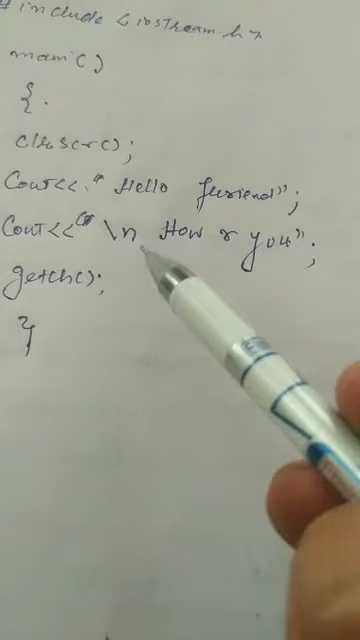 # include <iostream.h>
main()
{
clrscr();
Cout<<"Hello friend";
Cout<<"\n How r you";
getch();
}